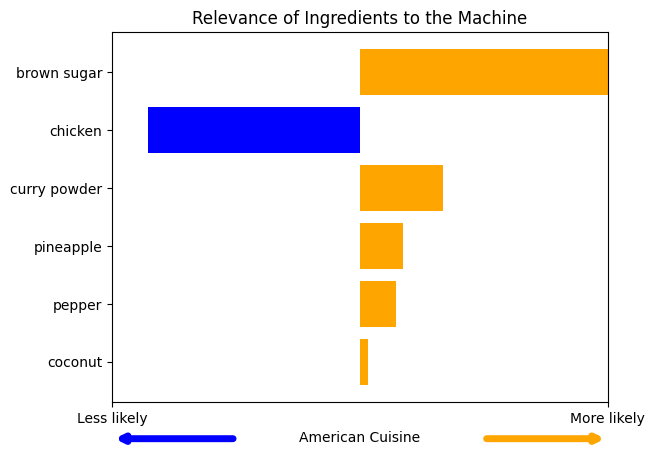 Relevance of Ingredients to the Machine
brown sugar
chicken
curry powder
pineapple
pepper
coconut
Less likely
More likely
American Cuisine